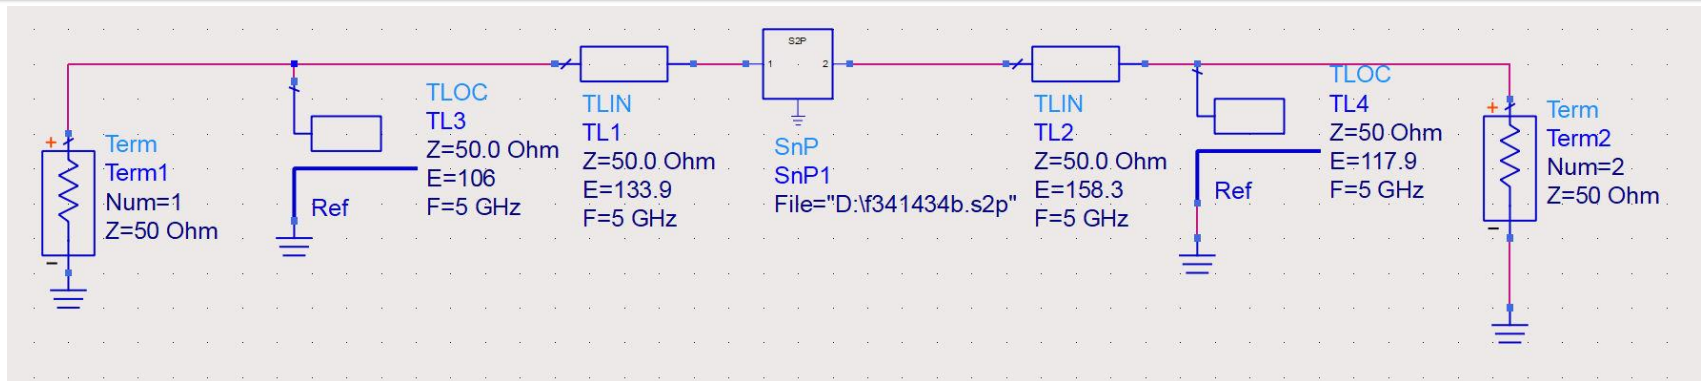 +
Term
Term1
Num=1
Z=50 Ohm
−
Ref
TLOC
TL3
Z=50.0 Ohm
E=106
F=5 GHz
TLIN
TL1
Z=50.0 Ohm
E=133.9
F=5 GHz
S2P
1 2
SnP
SnP1
File="D:\f341434b.s2p"
TLIN
TL2
Z=50.0 Ohm
E=158.3
F=5 GHz
Ref
TLOC
TL4
Z=50 Ohm
E=117.9
F=5 GHz
+
Term
Term2
Num=2
Z=50 Ohm
−